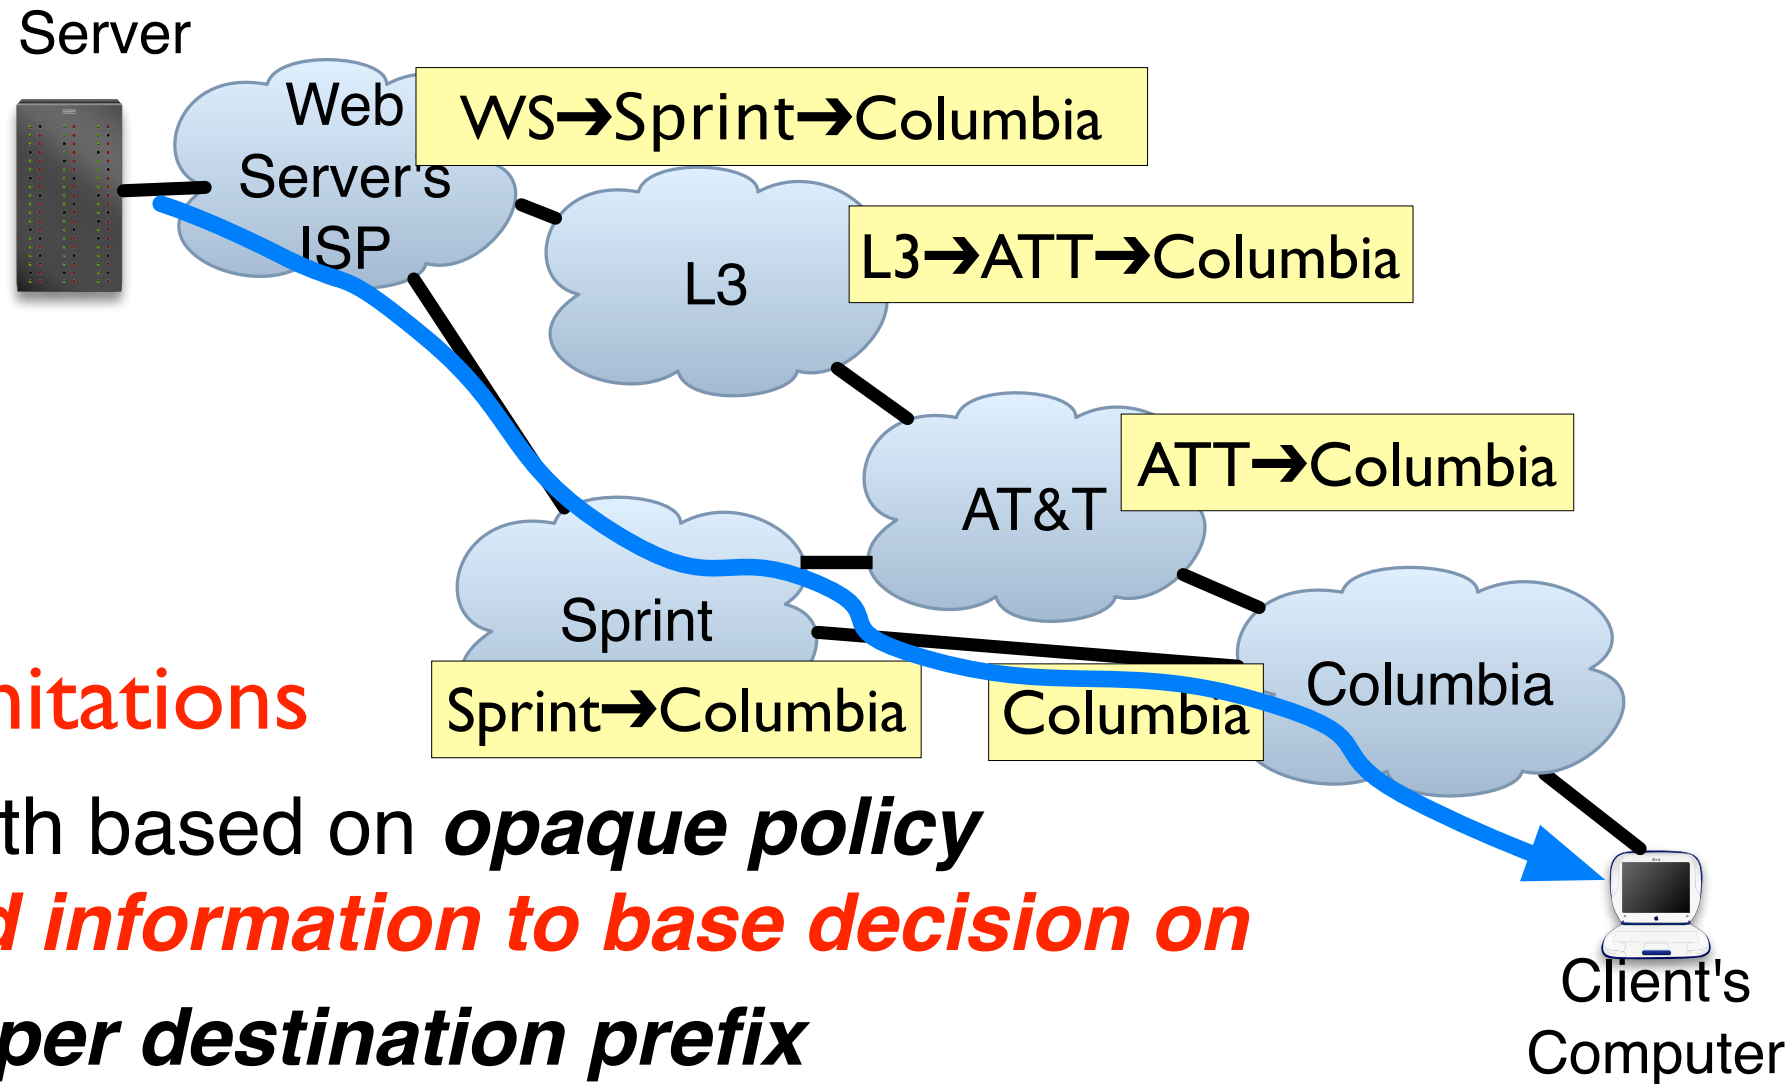 Server
Web
Server's
ISP
WS➔Sprint➔Columbia
L3
L3➔ATT➔Columbia
AT&T
ATT➔Columbia
Sprint
Sprint➔Columbia
Columbia
Columbia
nitations
th based on opaque policy
d information to base decision on
per destination prefix
Client's
Computer